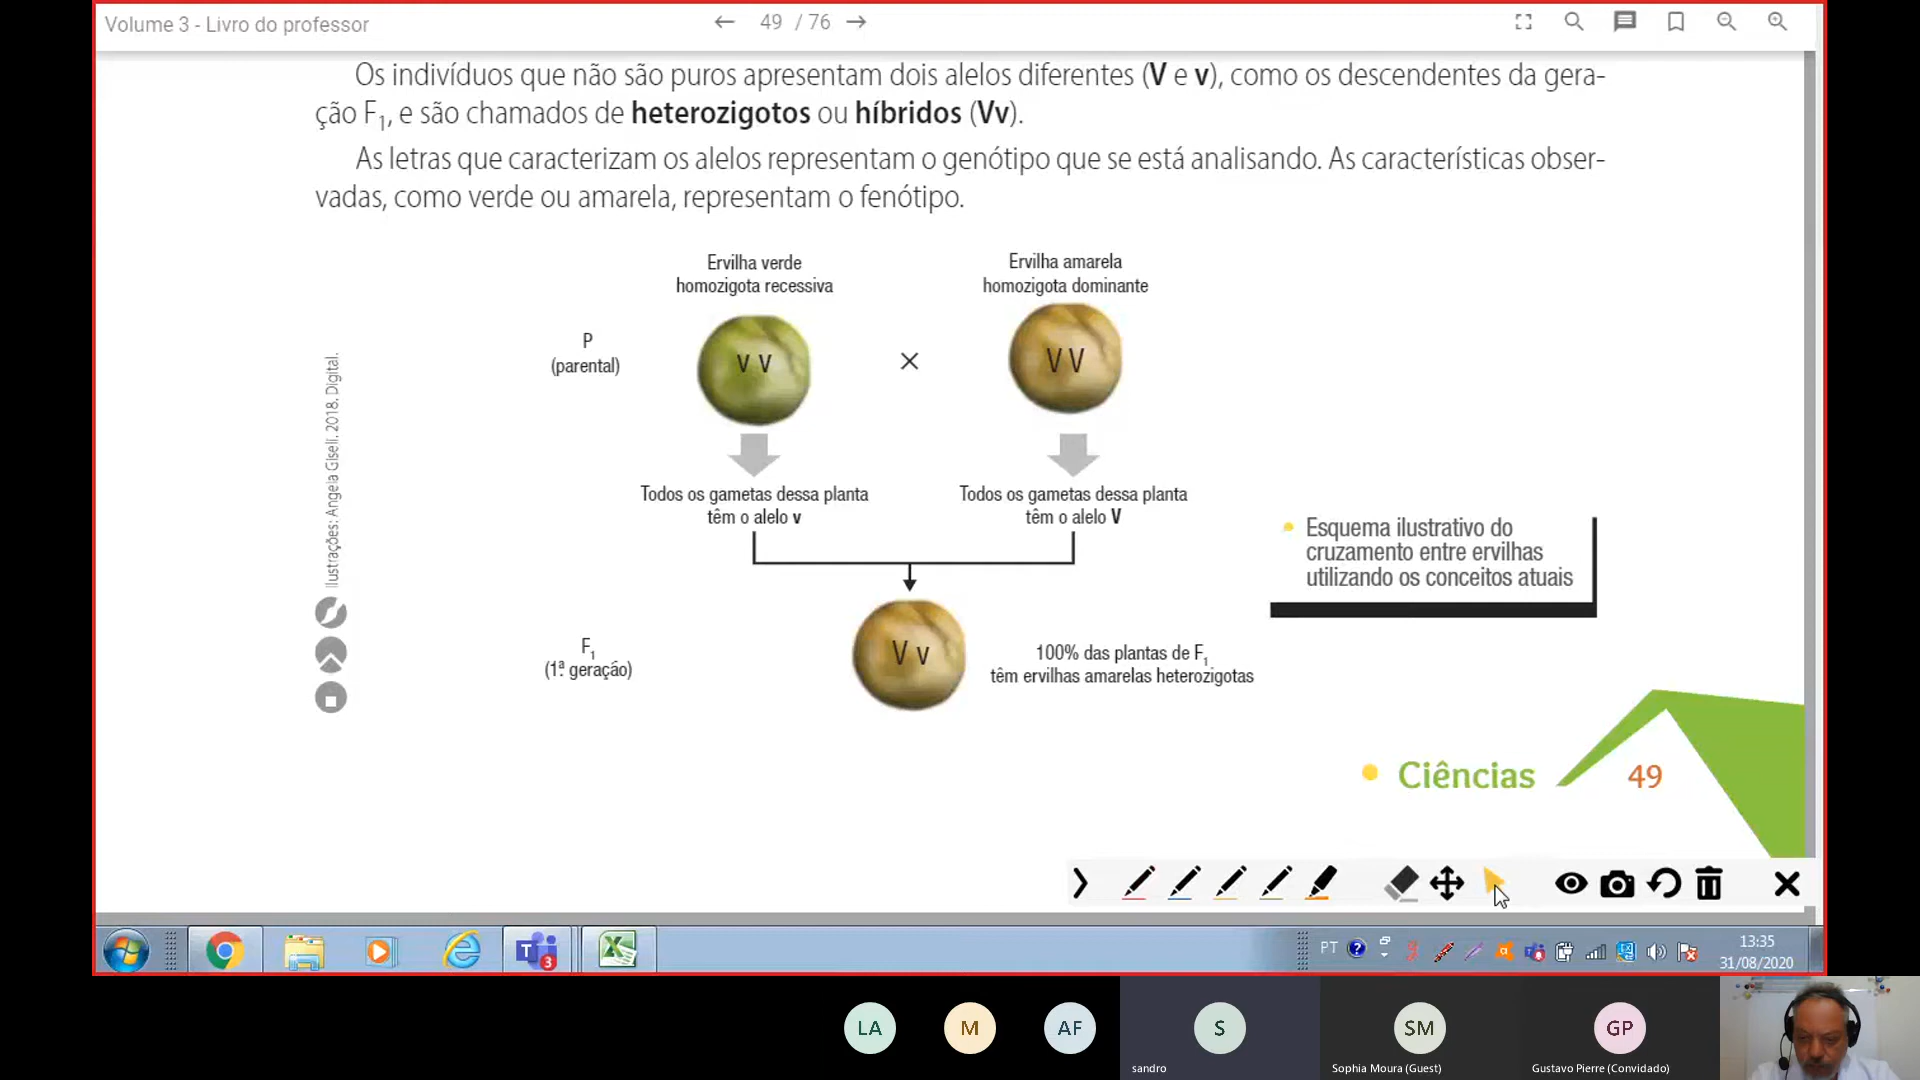 Volume 3 - Livro do professor
49 / 76
Os indivíduos que não são puros apresentam dois alelos diferentes (V e v), como os descendentes da gera-
ção F1, e são chamados de heterozigotos ou híbridos (Vv).
As letras que caracterizam os alelos representam o genótipo que se está analisando. As características obser-
vadas, como verde ou amarela, representam o fenótipo.
Ervilha verde
homozigota recessiva
Ervilha amarela
homozigota dominante
P
(parental)
v v
×
V V
Todos os gametas dessa planta
têm o alelo v
Todos os gametas dessa planta
têm o alelo V
Ilustrações: Angela Giseli. 2018. Digital.
Esquema ilustrativo do
cruzamento entre ervilhas
utilizando os conceitos atuais
F1
(1ª. geração)
V v
100% das plantas de F1
têm ervilhas amarelas heterozigotas
Ciências 49
PT
13:35
31/08/2020
T 3
LA
M
AF
S
sandro
SM
Sophia Moura (Guest)
GP
Gustavo Pierre (Convidado)